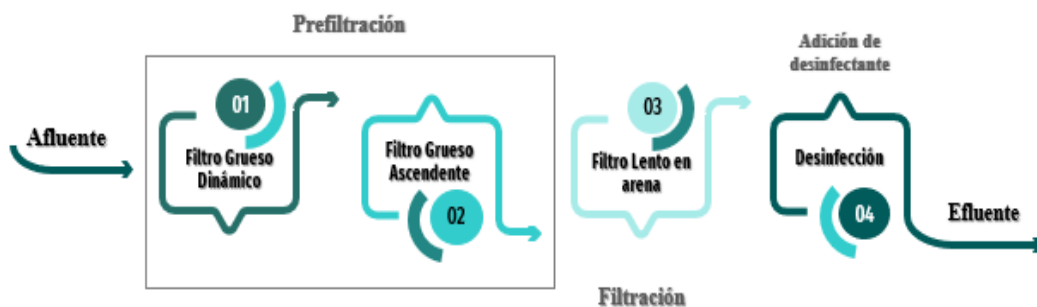 Prefiltración
Afluente
01
Filtro Grueso
Dinámico
Filtro Grueso
Ascendente
02
03
Filtro Lento en
arena
Filtración
Adición de
desinfectante
Desinfección
04
Efluente